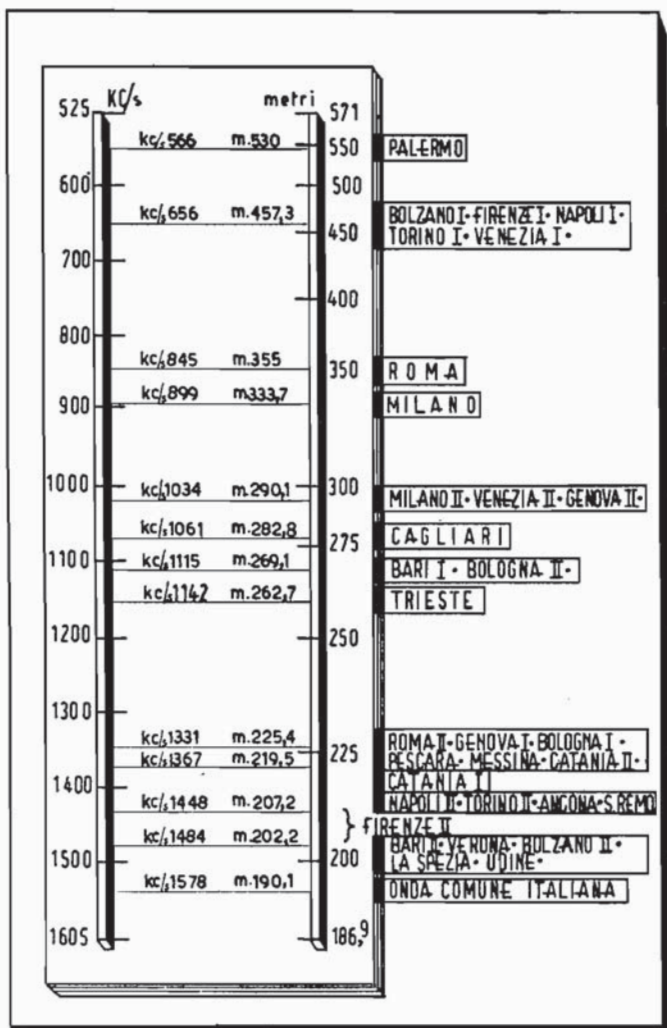 KC/s metri
525 571
kc/s 566 m.530
550
PALERMO
600 500
kc/s 656 m.457,3
BOLZANO I·FIRENZE I·NAPOLI I·
TORINO I·VENEZIA I·
450
700
400
800
kc/s 845 m.355
350
ROMA
kc/s 899 m.333,7
900
MILANO
1000 300
kc/s 1034 m.290,1
MILANO II·VENEZIA II·GENOVA II·
kc/s 1061 m.282,8
CAGLIARI
275
1100
kc/s 1115 m.269,1
BARI I·BOLOGNA II·
kc/s 1142 m.262,7
TRIESTE
1200 250
1300
kc/s 1331 m.225,4
ROMA II·GENOVA I·BOLOGNA I·
PESCARA·MESSINA·CATANIA II·
225
kc/s 1367 m.219,5
CATANIA I
1400
kc/s 1448 m.207,2
NAPOLI II·TORINO II·ANCONA·S.REMO
} FIRENZE II
kc/s 1484 m.202,2
BARI II·VERONA·BOLZANO II·
LA SPEZIA·UDINE·
1500 200
kc/s 1578 m.190,1
ONDA COMUNE ITALIANA
1605 186,9